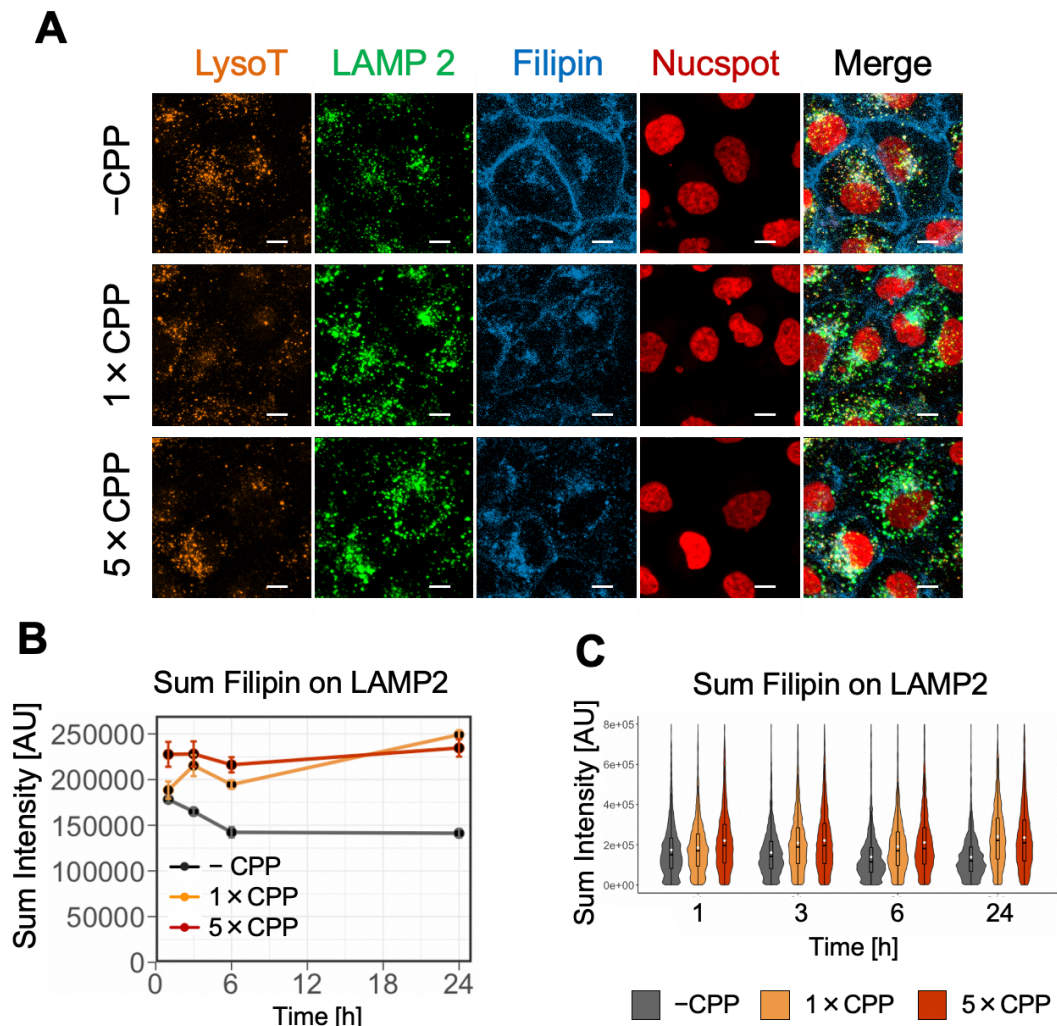 A
LysoT LAMP 2 Filipin Nucspot Merge
−CPP
1×CPP
5×CPP
B
Sum Filipin on LAMP2
Sum Intensity [AU]
250000
200000
150000
100000
50000
0
− CPP
1×CPP
5×CPP
0 6 12 18 24
Time [h]
C
Sum Filipin on LAMP2
Sum Intensity [AU]
8e+05
6e+05
4e+05
2e+05
0e+00
1 3 6 24
Time [h]
−CPP 1×CPP 5×CPP